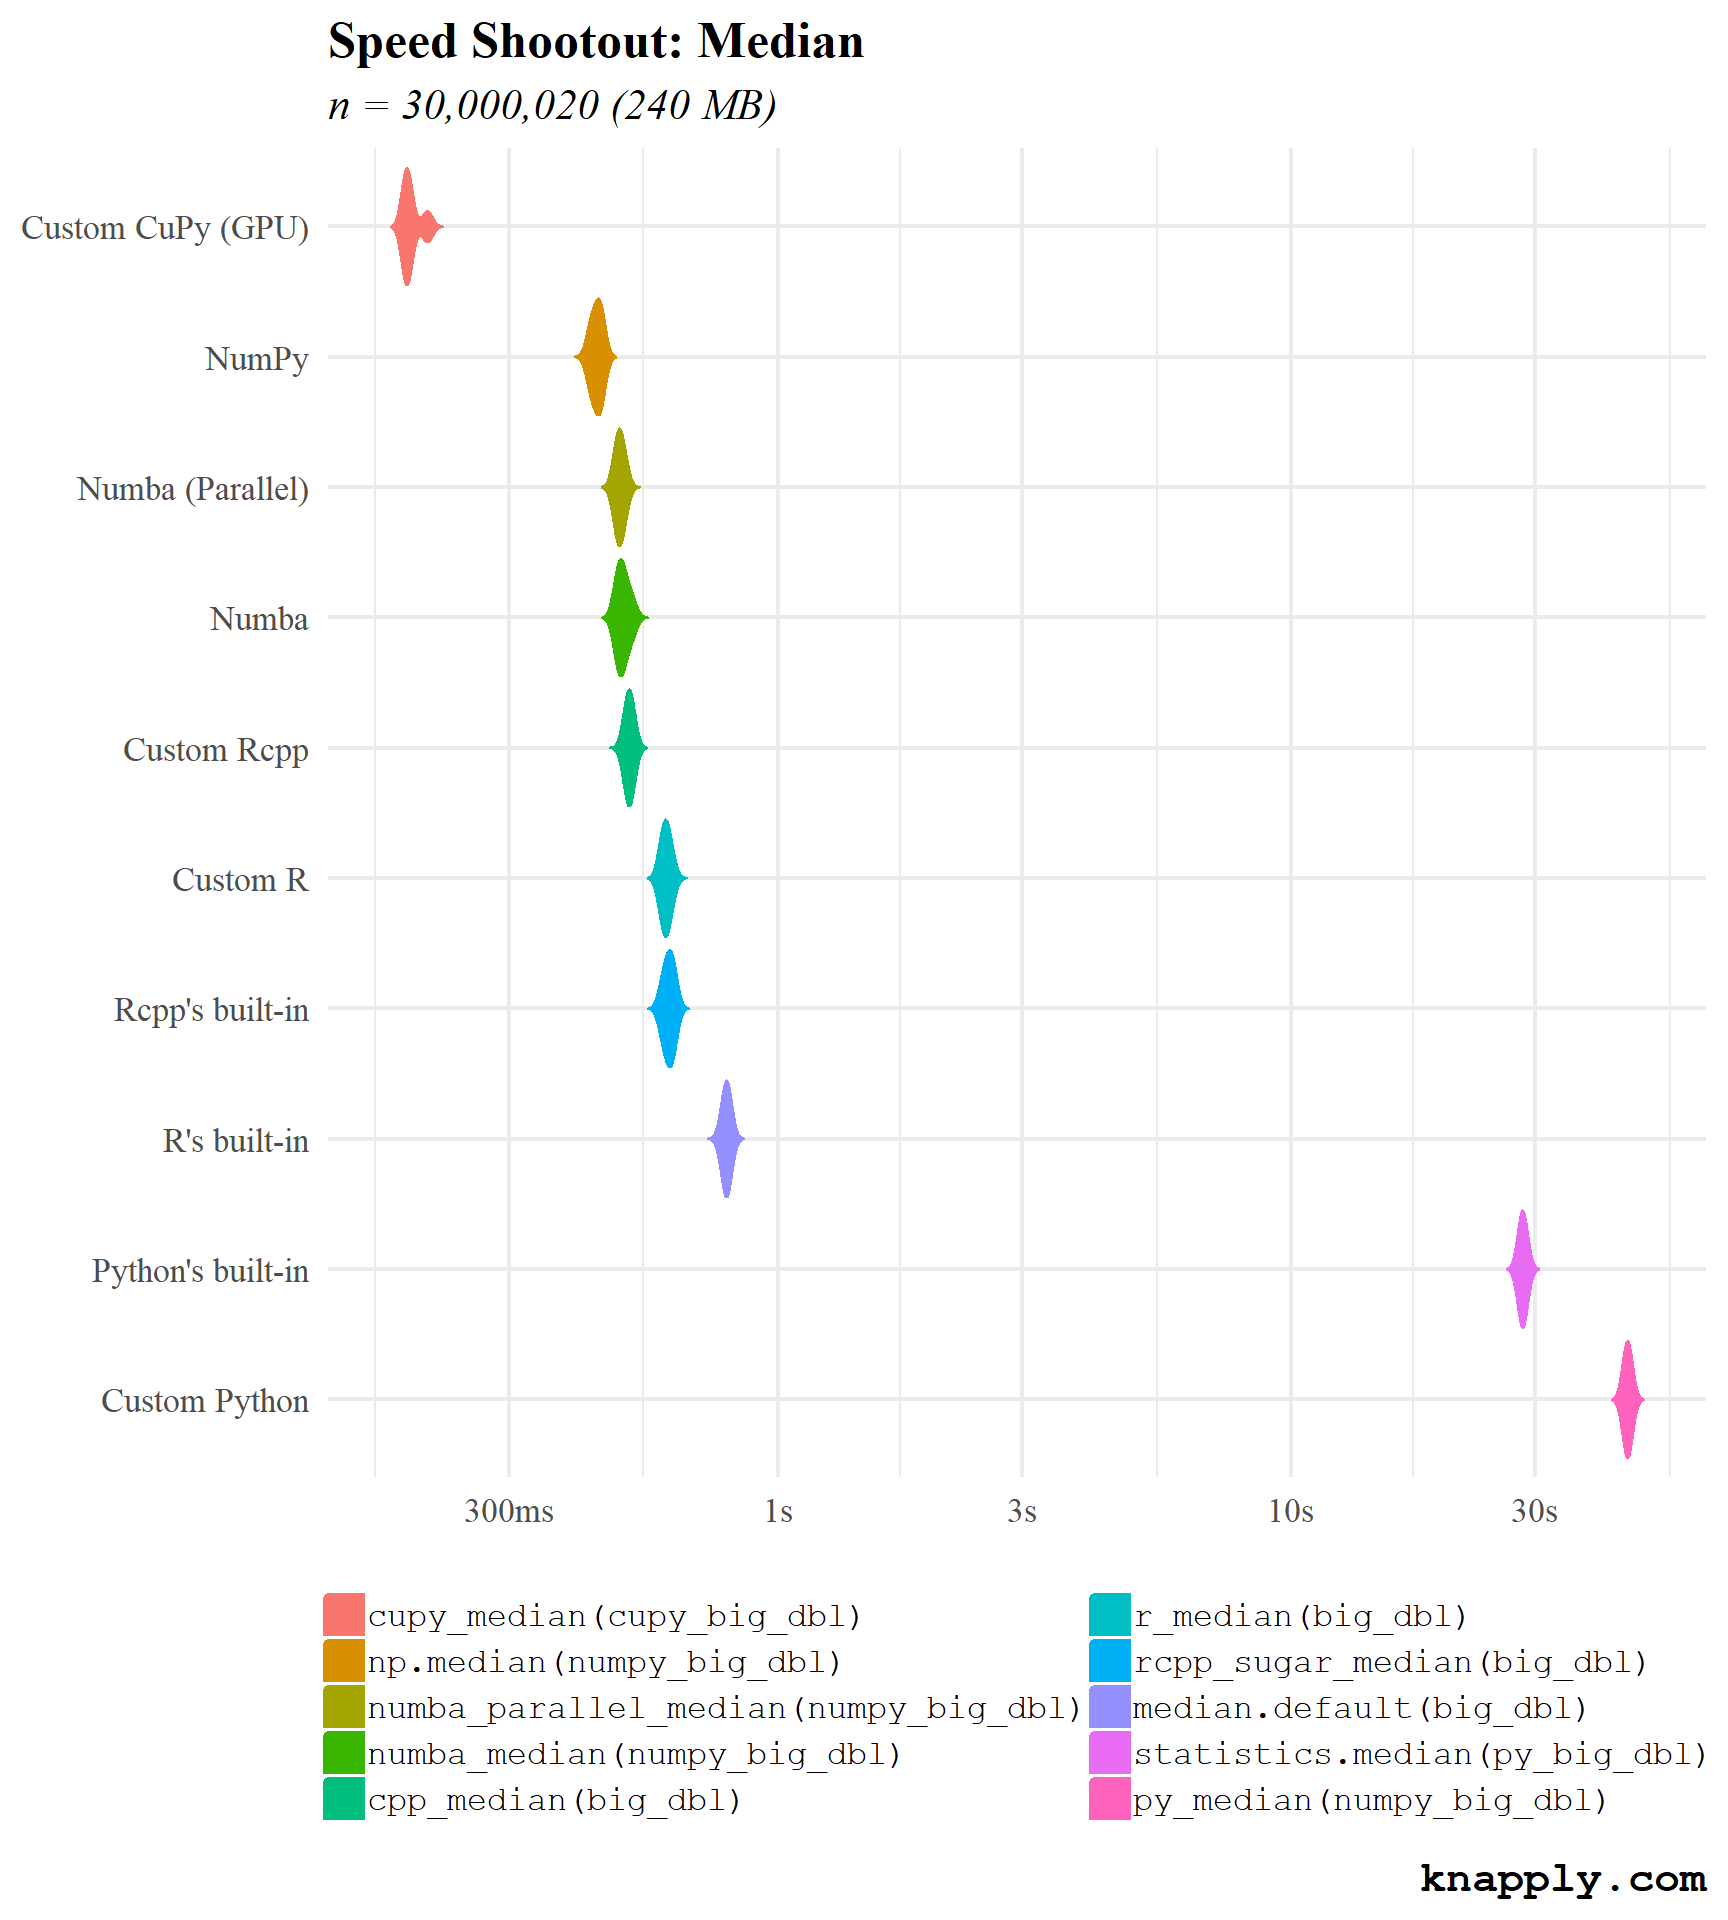 Speed Shootout: Median
n = 30,000,020 (240 MB)
Custom CuPy (GPU)
NumPy
Numba (Parallel)
Numba
Custom Rcpp
Custom R
Rcpp's built-in
R's built-in
Python's built-in
Custom Python
300ms 1s 3s 10s 30s
cupy_median(cupy_big_dbl)
np.median(numpy_big_dbl)
numba_parallel_median(numpy_big_dbl)
numba_median(numpy_big_dbl)
cpp_median(big_dbl)
r_median(big_dbl)
rcpp_sugar_median(big_dbl)
median.default(big_dbl)
statistics.median(py_big_dbl)
py_median(numpy_big_dbl)
knapply.com